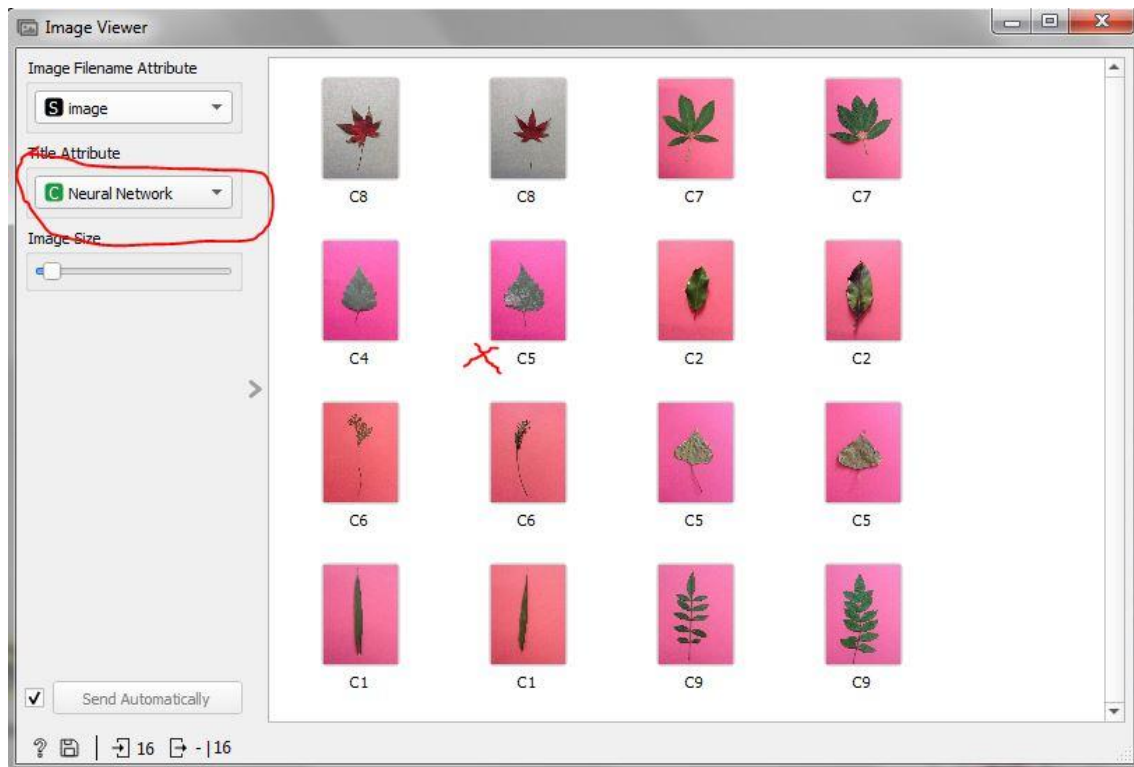 Image Viewer
Image Filename Attribute
S image
Title Attribute
C Neural Network
Image Size
C8 C8 C7 C7
C4 C5 C2 C2
C6 C6 C5 C5
C1 C1 C9 C9
Send Automatically
? 16 - | 16